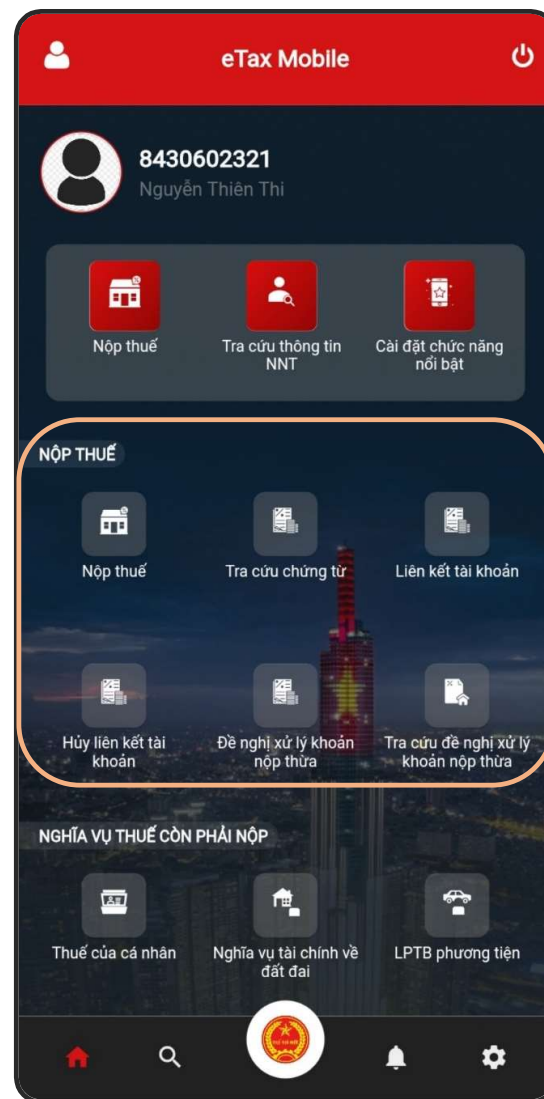 eTax Mobile
8430602321
Nguyễn Thiên Thi
Nộp thuế
Tra cứu thông tin
NNT
Cài đặt chức năng
nổi bật
NỘP THUẾ
Nộp thuế
Tra cứu chứng từ
Liên kết tài khoản
Hủy liên kết tài
khoản
Đề nghị xử lý khoản
nộp thừa
Tra cứu đề nghị xử lý
khoản nộp thừa
NGHĨA VỤ THUẾ CÒN PHẢI NỘP
Thuế của cá nhân
Nghĩa vụ tài chính về
đất đai
LPTB phương tiện